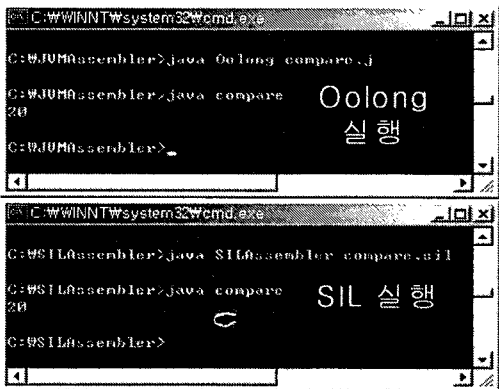 C:₩WINNT₩system32₩cmd.exe
C:₩JVMAssembler>java Oolong compare.j
C:₩JVMAssembler>java compare
20
C:₩JVMAssembler>
Oolong
실행
C:₩WINNT₩system32₩cmd.exe
C:₩SILAssembler>java SILAssembler compare.sil
C:₩SILAssembler>java compare
20
C:₩SILAssembler>
SIL 실행